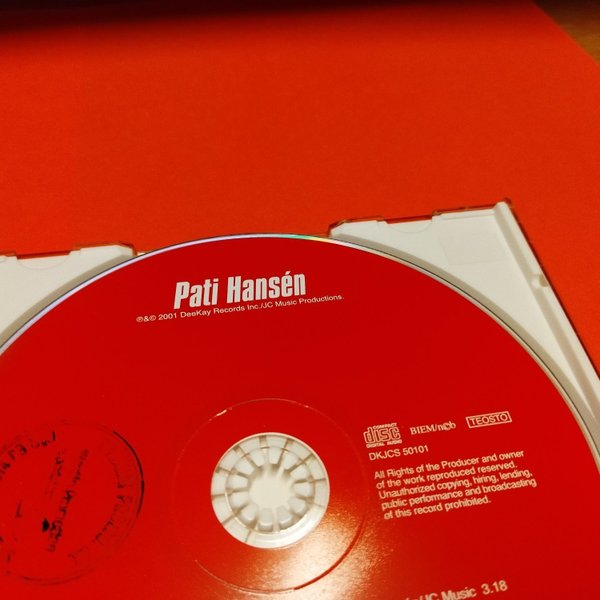 Pati Hansén
℗&© 2001 DeeKay Records Inc./JC Music Productions.
COMPACT
disc
DIGITAL AUDIO
BIEM/n©b
TEOSTO
DKJCS 50101
All Rights of the Producer and owner
of the work reproduced reserved.
Unauthorized copying, hiring, lending,
public performance and broadcasting
of this record prohibited.
/JC Music 3.18